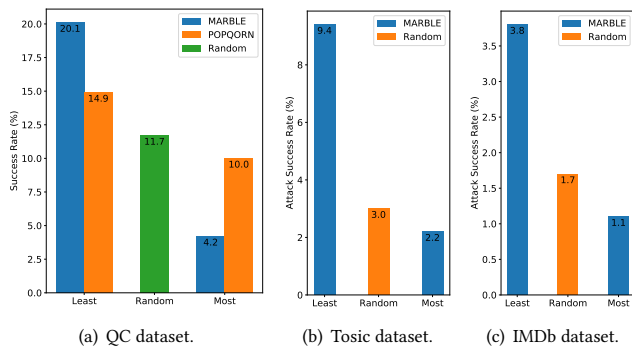 MARBLE
POPQORN
Random
20.0
17.5
15.0
12.5
10.0
7.5
5.0
2.5
0.0
Success Rate (%)
20.1
14.9
11.7
4.2
10.0
Least Random Most
(a) QC dataset.
MARBLE
Random
8
6
4
2
0
Attack Success Rate (%)
9.4
3.0
2.2
Least Random Most
(b) Tosic dataset.
MARBLE
Random
3.5
3.0
2.5
2.0
1.5
1.0
0.5
0.0
Attack Success Rate (%)
3.8
1.7
1.1
Least Random Most
(c) IMDb dataset.